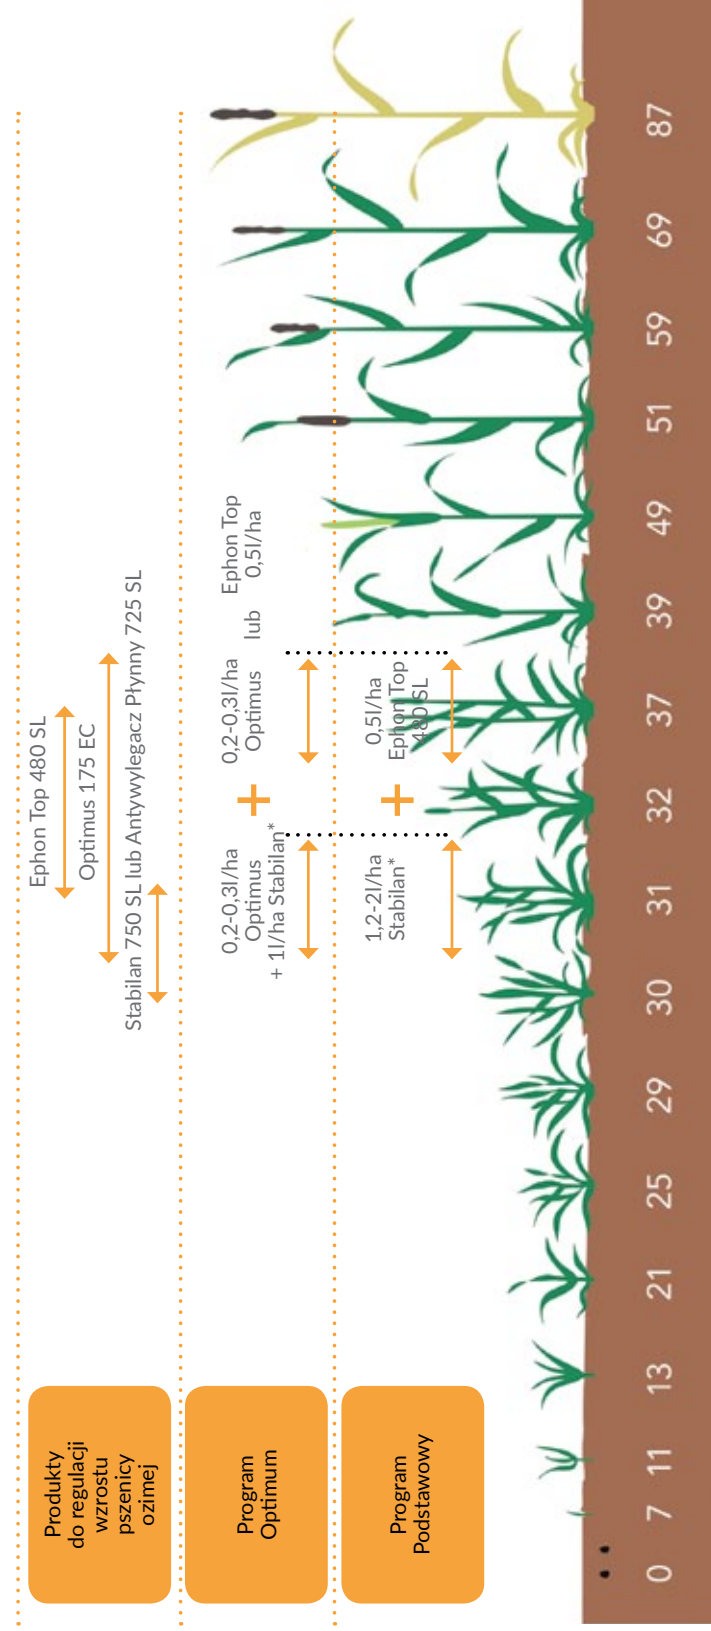 Produkty
do regulacji
wzrostu
pszenicy
ozimej
Ephon Top 480 SL
Optimus 175 EC
Stabilan 750 SL lub Antywylegacz Płynny 725 SL
Program
Optimum
0,2-0,3l/ha
Optimus
+ 1l/ha Stabilan*
+
0,2-0,3l/ha
Optimus
lub
Ephon Top
0,5l/ha
Program
Podstawowy
1,2-2l/ha
Stabilan*
+
0,5l/ha
Ephon Top
480 SL
0 7 11 13 21 25 29 30 31 32 37 39 49 51 59 69 87